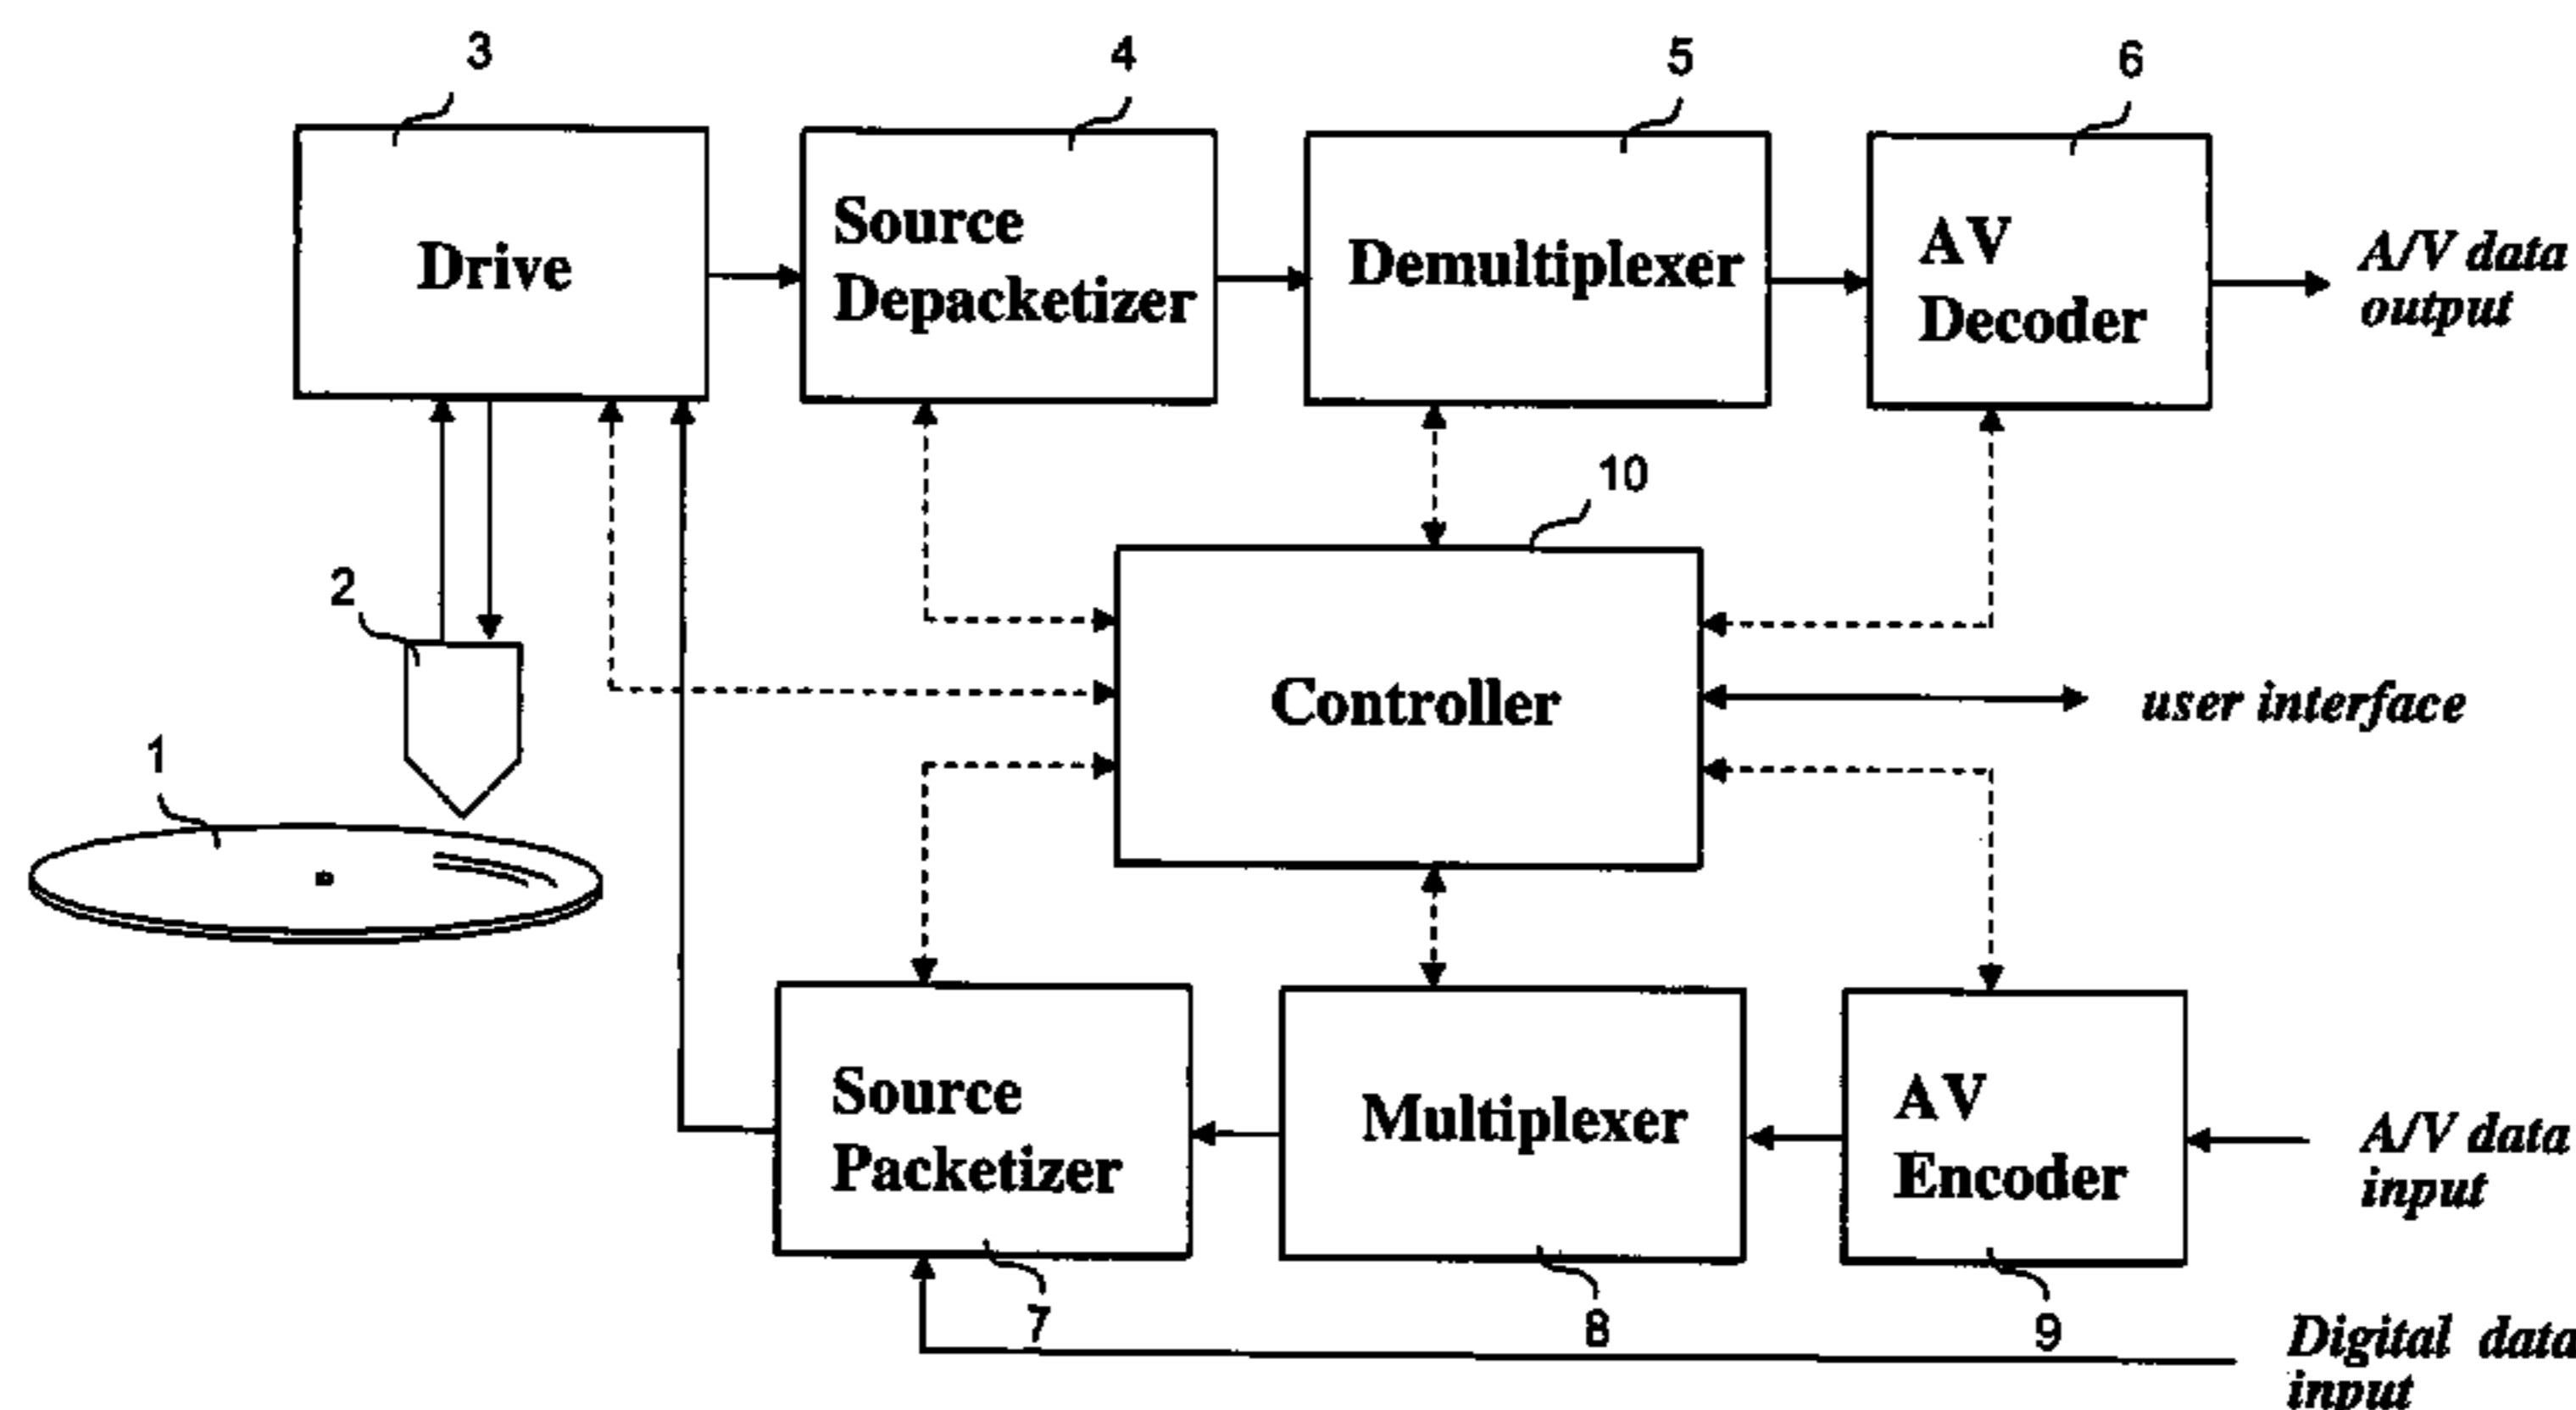 3
4
5
6
Drive
Source
Depacketizer
Demultiplexer
AV
Decoder
A/V data
output
10
2
Controller
user interface
1
Source
Packetizer
Multiplexer
AV
Encoder
A/V data
input
7
8
9
Digital data
input